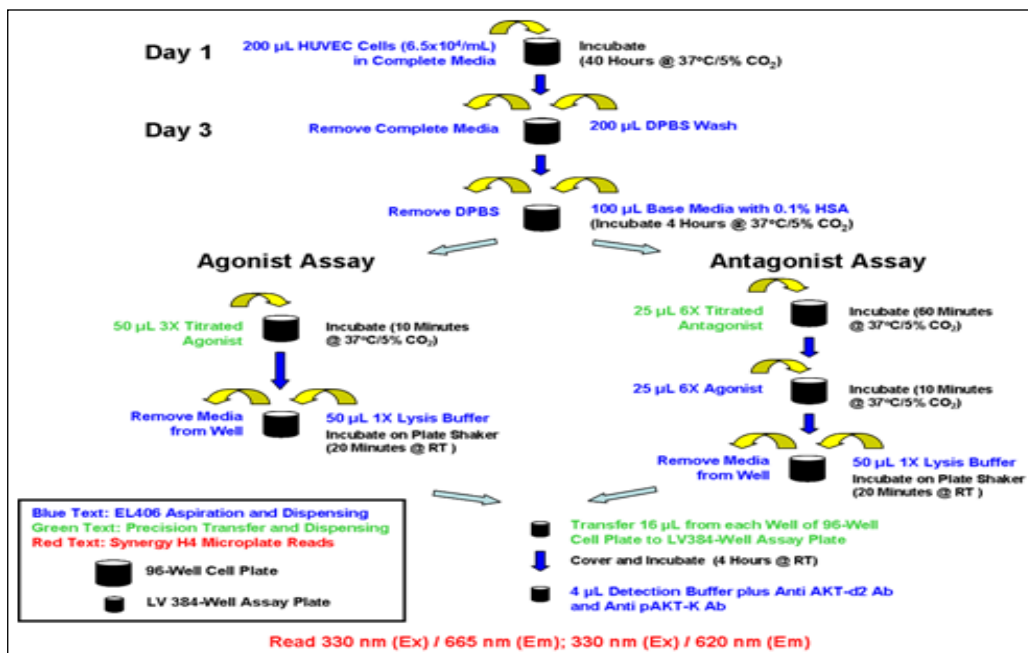 Day 1
200 µL HUVEC Cells (6.5x10⁴/mL)
in Complete Media
Incubate
(40 Hours @ 37°C/5% CO₂)
Day 3
Remove Complete Media
200 µL DPBS Wash
Remove DPBS
100 µL Base Media with 0.1% HSA
(Incubate 4 Hours @ 37°C/5% CO₂)
Agonist Assay
50 µL 3X Titrated
Agonist
Incubate (10 Minutes
@ 37°C/5% CO₂)
Remove Media
from Well
50 µL 1X Lysis Buffer
Incubate on Plate Shaker
(20 Minutes @ RT )
Antagonist Assay
25 µL 6X Titrated
Antagonist
Incubate (60 Minutes
@ 37°C/5% CO₂)
25 µL 6X Agonist
Incubate (10 Minutes
@ 37°C/5% CO₂)
Remove Media
from Well
50 µL 1X Lysis Buffer
Incubate on Plate Shaker
(20 Minutes @ RT )
Blue Text: EL406 Aspiration and Dispensing
Green Text: Precision Transfer and Dispensing
Red Text: Synergy H4 Microplate Reads
96-Well Cell Plate
LV 384-Well Assay Plate
Transfer 16 µL from each Well of 96-Well
Cell Plate to LV384-Well Assay Plate
Cover and Incubate (4 Hours @ RT)
4 µL Detection Buffer plus Anti AKT-d2 Ab
and Anti pAKT-K Ab
Read 330 nm (Ex) / 665 nm (Em); 330 nm (Ex) / 620 nm (Em)